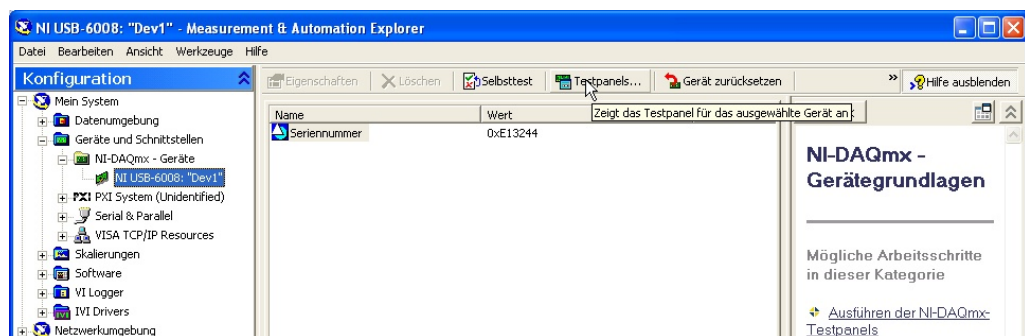 NI USB-6008: "Dev1" - Measurement & Automation Explorer
Datei Bearbeiten Ansicht Werkzeuge Hilfe
Konfiguration
Eigenschaften Löschen Selbsttest Testpanels... Gerät zurücksetzen » Hilfe ausblenden
Mein System
Datenumgebung
Geräte und Schnittstellen
NI-DAQmx - Geräte
NI USB-6008: "Dev1"
PXI PXI System (Unidentified)
Serial & Parallel
VISA TCP/IP Resources
Skalierungen
Software
VI Logger
IVI Drivers
Netzwerkumgebung
Name Wert
Seriennummer 0xE13244
Zeigt das Testpanel für das ausgewählte Gerät an
NI-DAQmx -
Gerätegrundlagen
Mögliche Arbeitsschritte
in dieser Kategorie
Ausführen der NI-DAQmx-
Testpanels